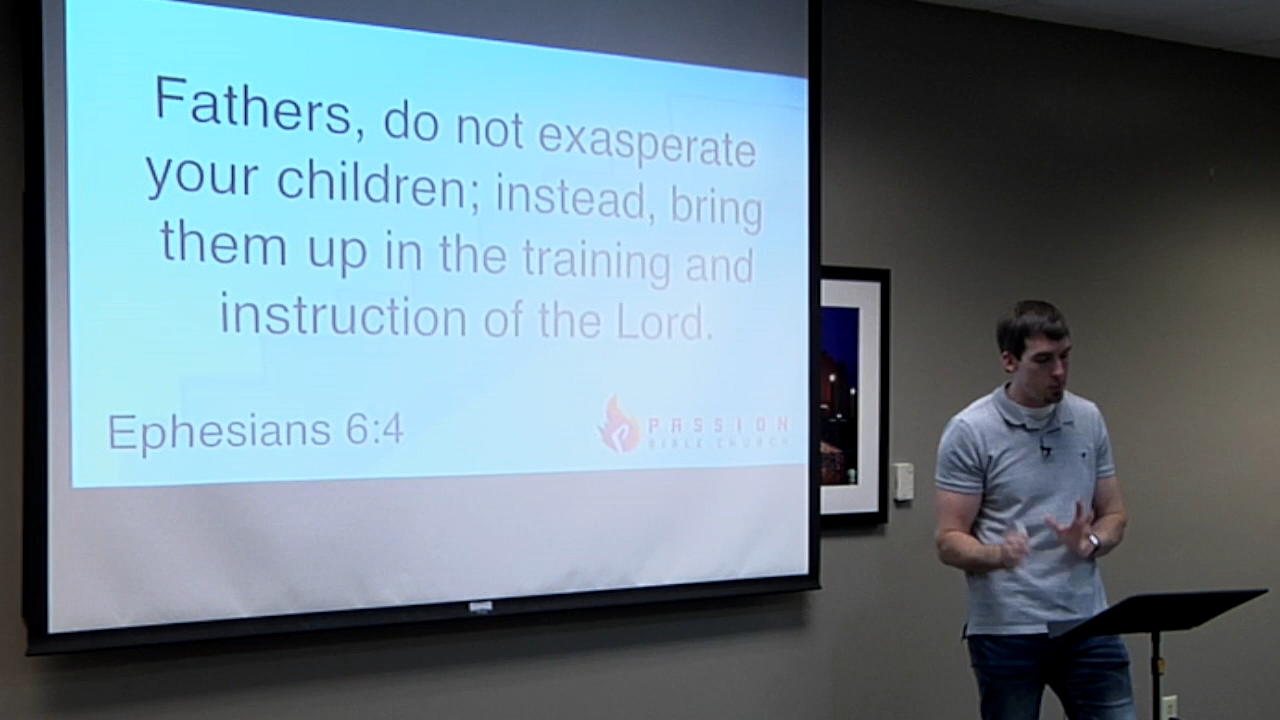 Fathers, do not exasperate
your children; instead, bring
them up in the training and
instruction of the Lord.
Ephesians 6:4
PASSION
BIBLE CHURCH